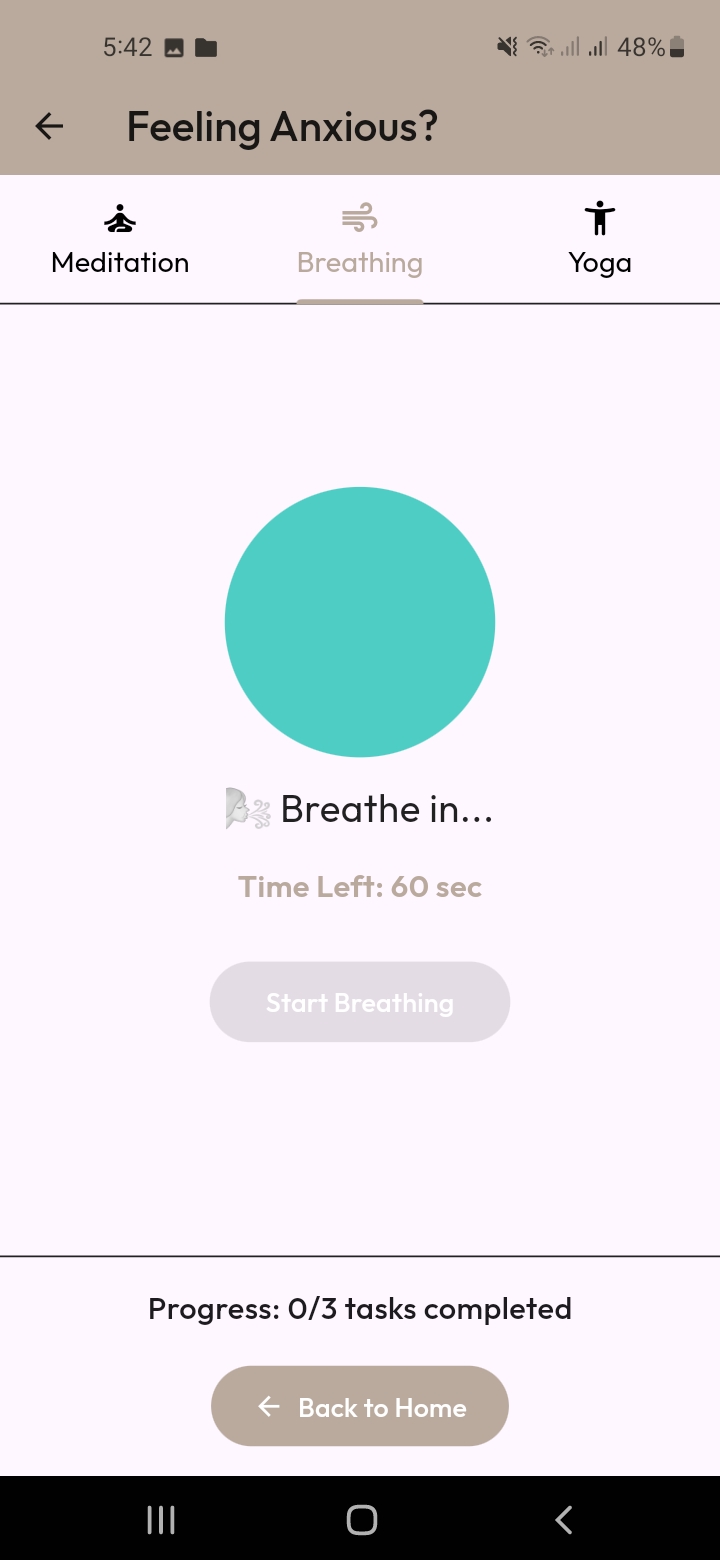 5:42 48%
Feeling Anxious?
Meditation Breathing Yoga
Breathe in...
Time Left: 60 sec
Start Breathing
Progress: 0/3 tasks completed
Back to Home